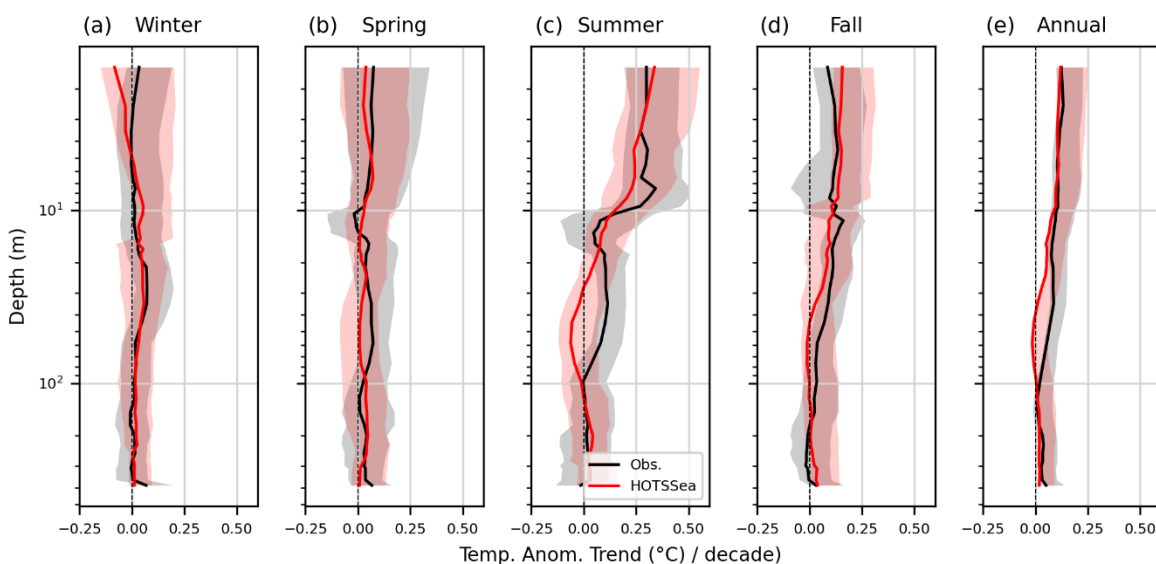 (a) Winter
(b) Spring
(c) Summer
(d) Fall
(e) Annual
Depth (m)
10¹
10²
Obs.
HOTSSea
−0.25 0.00 0.25
−0.25 0.00 0.25 0.50
−0.25 0.00 0.25 0.50
−0.25 0.00 0.25 0.50
−0.25 0.00 0.25 0.50
Temp. Anom. Trend (°C) / decade)